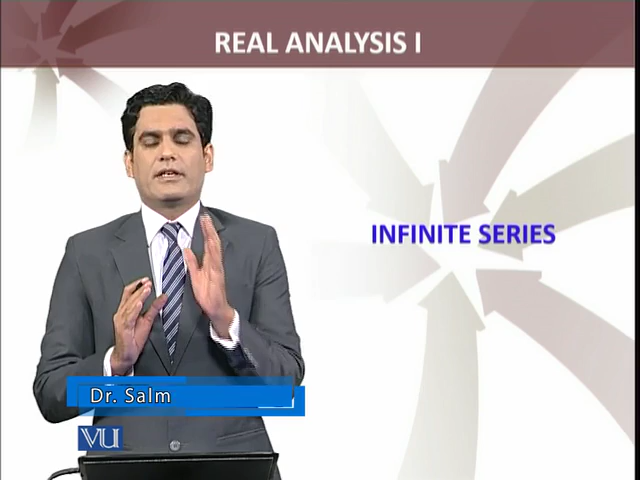 REAL ANALYSIS I
INFINITE SERIES
Dr. Salm
VU